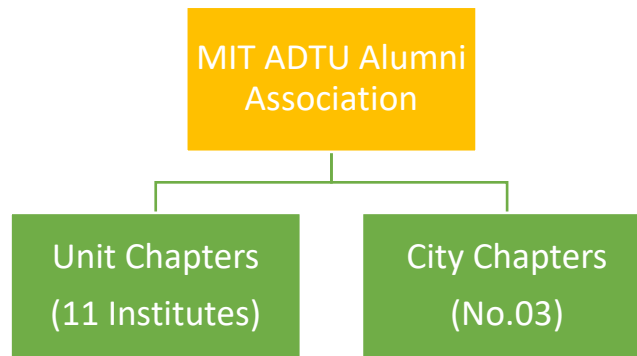 MIT ADTU Alumni
Association
Unit Chapters
(11 Institutes)
City Chapters
(No.03)